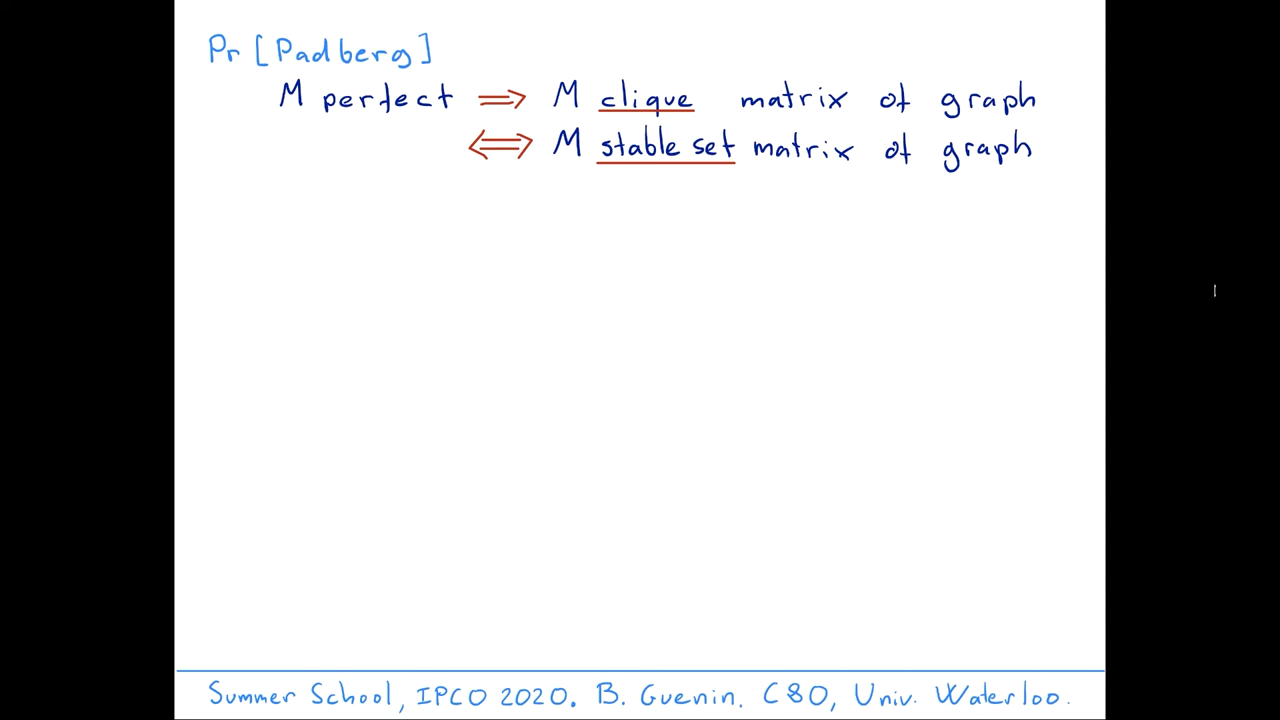 Pr [Padberg]
M perfect ⟹ M clique matrix of graph
⟺ M stable set matrix of graph
Summer School, IPCO 2020. B. Guenin. C&O, Univ. Waterloo.